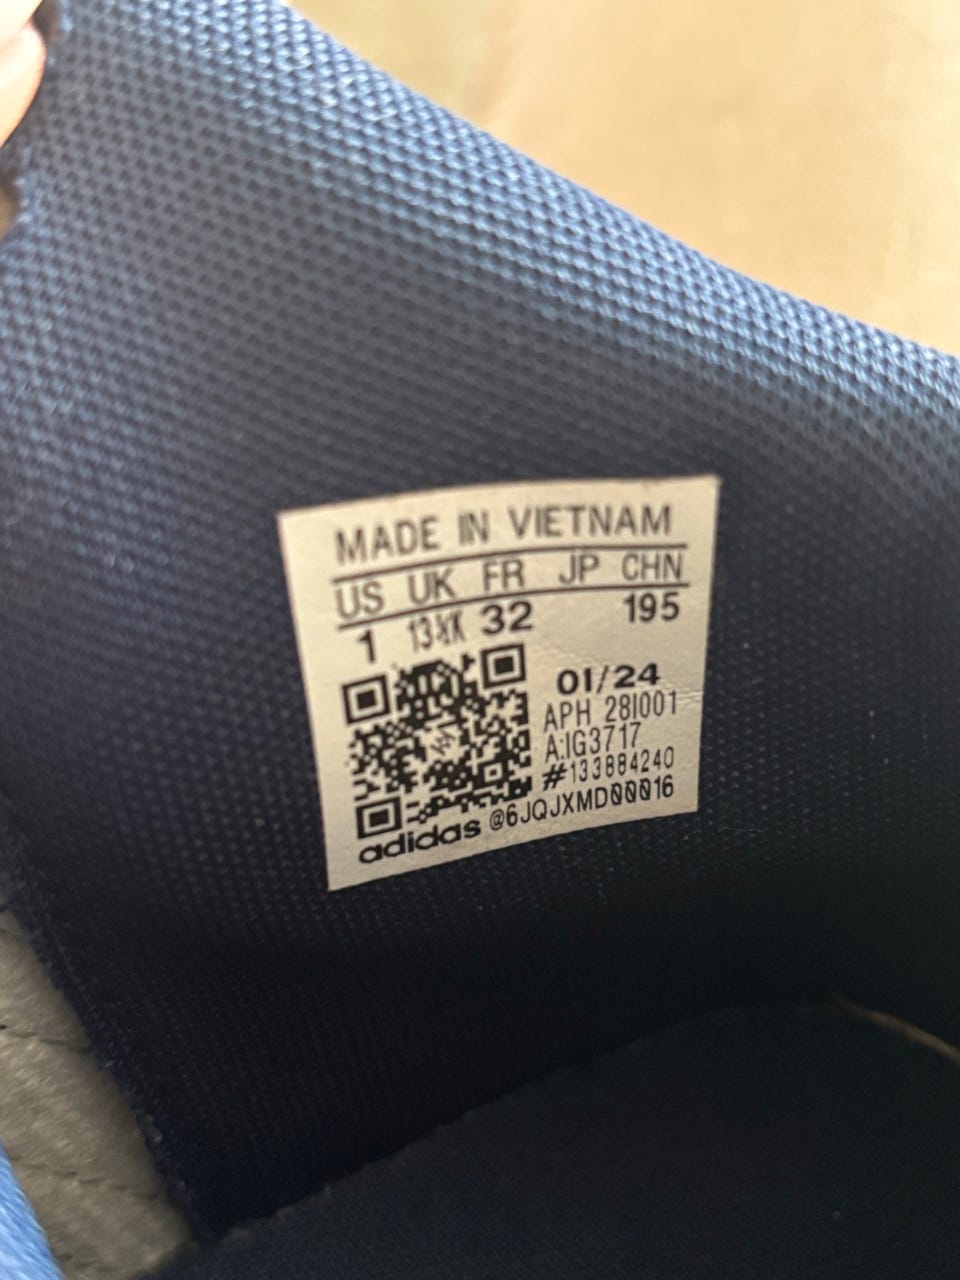 MADE IN VIETNAM
US UK FR JP CHN
1 13½K 32 195
01/24
APH 28I001
A:IG3717
#133884240
adidas @6JQJXMD00016